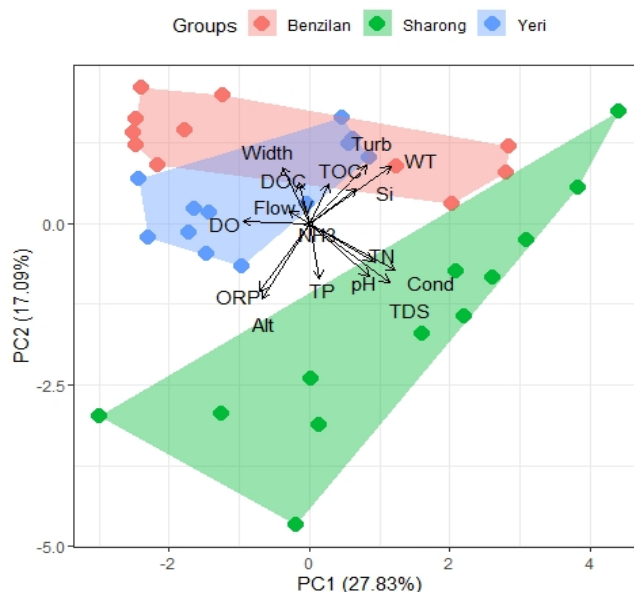 Groups Benzilan Sharong Yeri
Turb
Width WT
DOC TOC
Si
Flow
0.0
DO
NH3
TN
pH Cond
ORP TP
TDS
Alt
PC2 (17.09%)
-2.5
-5.0
-2 0 2 4
PC1 (27.83%)